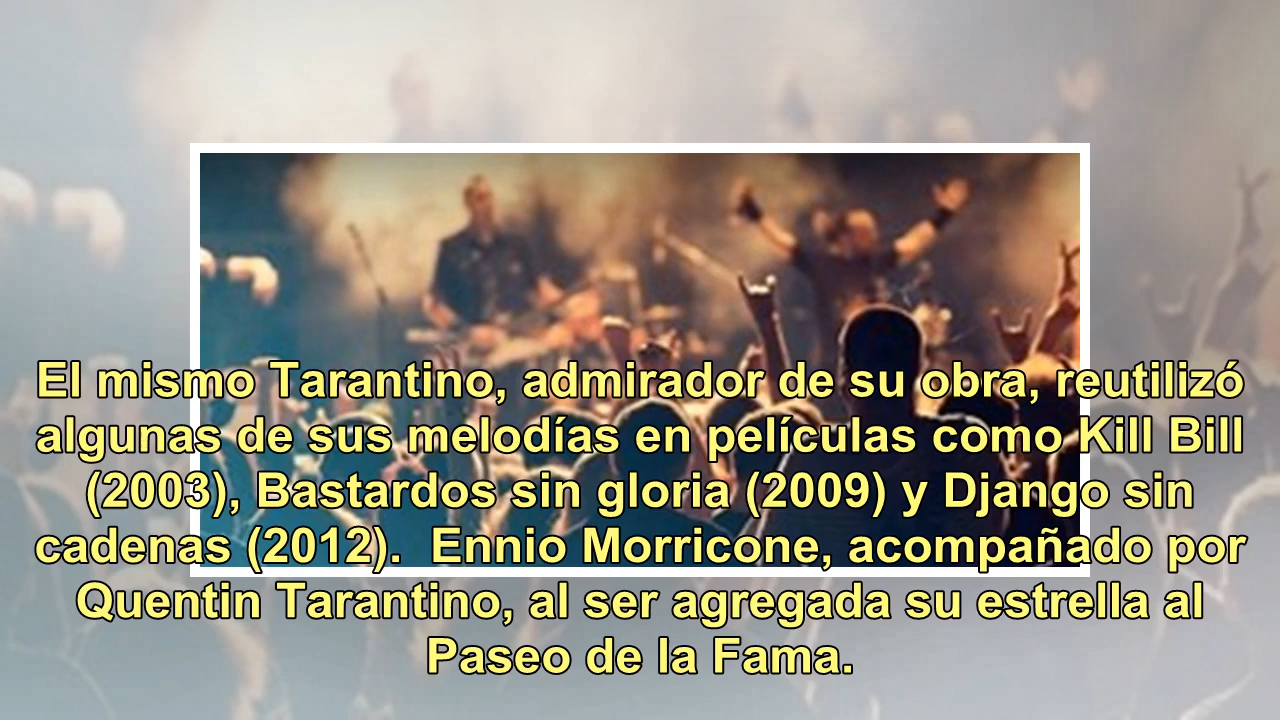 El mismo Tarantino, admirador de su obra, reutilizó
algunas de sus melodías en películas como Kill Bill
(2003), Bastardos sin gloria (2009) y Django sin
cadenas (2012).  Ennio Morricone, acompañado por
Quentin Tarantino, al ser agregada su estrella al
Paseo de la Fama.